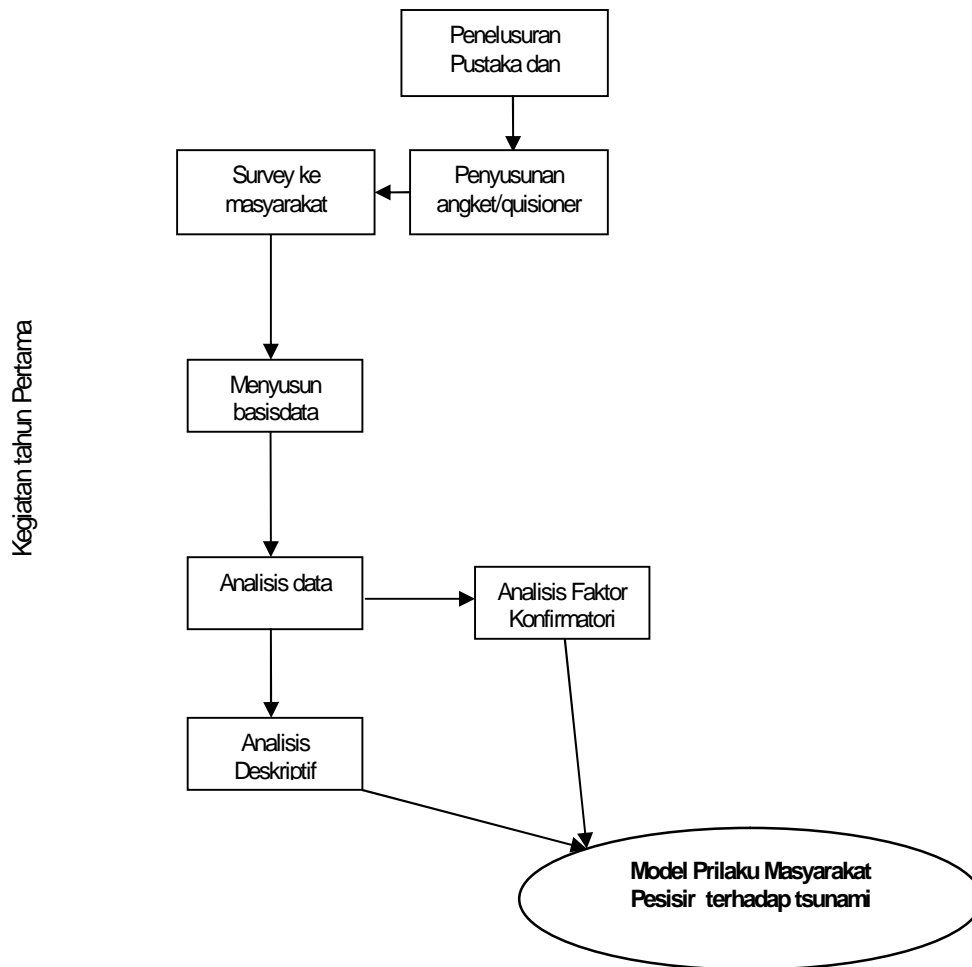 Penelusuran
Pustaka dan
Survey ke
masyarakat
Penyusunan
angket/quisioner
Kegiatan tahun Pertama
Menyusun
basisdata
Analisis data
Analisis Faktor
Konfirmatori
Analisis
Deskriptif
Model Prilaku Masyarakat
Pesisir terhadap tsunami